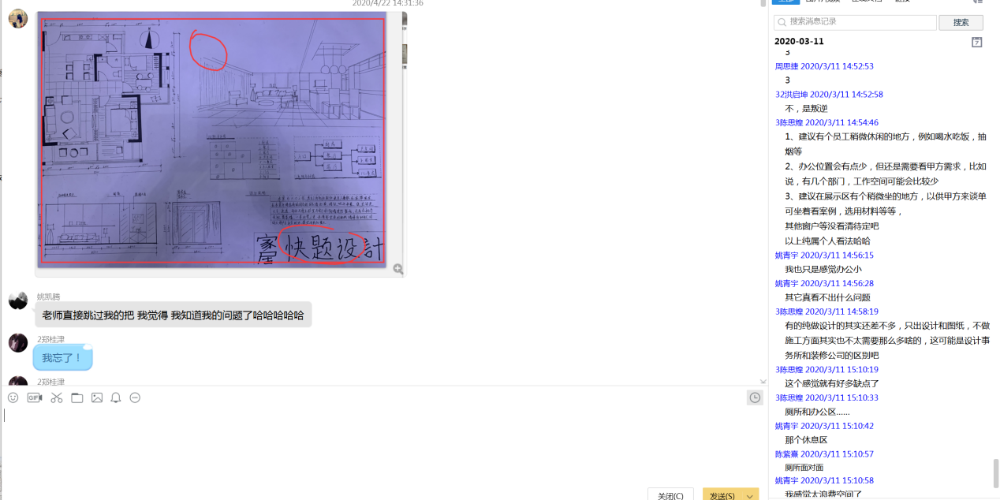 2020/4/22 14:31:36
家居
快题设計
姚凯腾
老师直接跳过我的把 我觉得 我知道我的问题了哈哈哈哈哈
2郑桂津
我忘了！
2郑桂津
GIF
关闭(C)
发送(S)
搜索消息记录
搜索
2020-03-11
7
3
周思捷 2020/3/11 14:52:53
3
32洪启坤 2020/3/11 14:52:58
不，是叛逆
3陈思煌 2020/3/11 14:54:46
1、建议有个员工稍微休闲的地方，例如喝水吃饭，抽
烟等
2、办公位置会有点少，但还是需要看甲方需求，比如
说，有几个部门，工作空间可能会比较少
3、建议在展示区有个稍微坐的地方，以供甲方来谈单
可坐着看案例，选用材料等等，
其他窗户等没看清待定吧
以上纯属个人看法哈哈
姚青宇 2020/3/11 14:56:15
我也只是感觉办公小
姚青宇 2020/3/11 14:56:28
其它真看不出什么问题
3陈思煌 2020/3/11 14:58:19
有的纯做设计的其实还差不多，只出设计和图纸，不做
施工方面其实也不太需要那么多啥的，这可能是设计事
务所和装修公司的区别吧
3陈思煌 2020/3/11 15:10:19
这个感觉就有好多缺点了
3陈思煌 2020/3/11 15:10:33
厕所和办公区......
姚青宇 2020/3/11 15:10:42
那个休息区
陈紫熹 2020/3/11 15:10:57
厕所面对面
姚青宇 2020/3/11 15:10:58
我感觉太浪费空间了